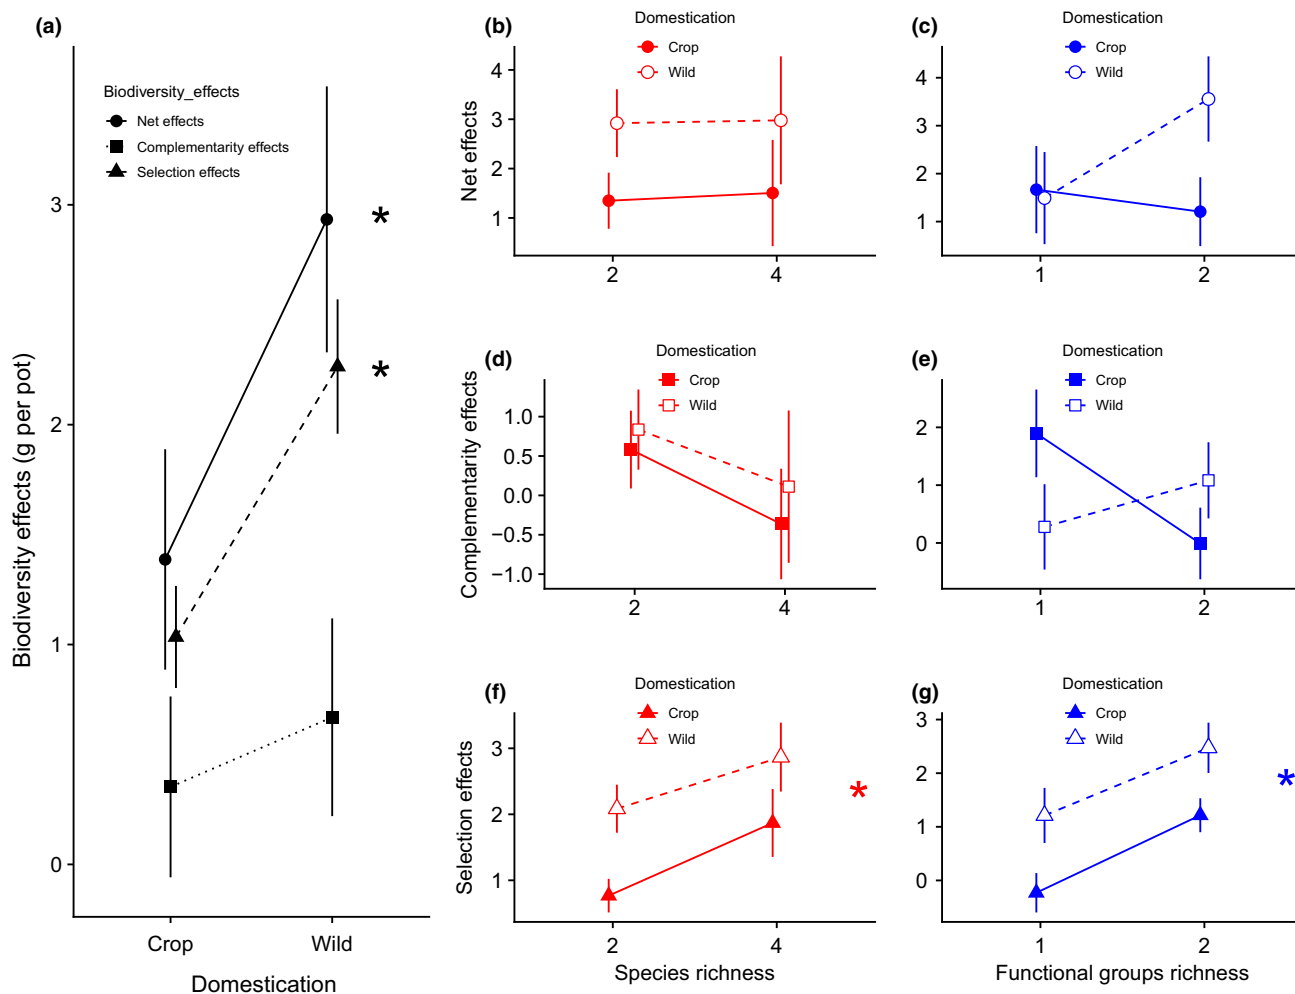 (a)
Biodiversity_effects
Net effects
Complementarity effects
Selection effects
Biodiversity effects (g per pot)
3
2
1
0
*
*
Crop
Wild
Domestication
(b)
Domestication
Crop
Wild
Net effects
4
3
2
1
2
4
(c)
Domestication
Crop
Wild
4
3
2
1
1
2
(d)
Domestication
Crop
Wild
Complementarity effects
1.0
0.5
0.0
−0.5
−1.0
2
4
(e)
Domestication
Crop
Wild
2
1
0
1
2
(f)
Domestication
Crop
Wild
Selection effects
3
2
1
*
2
4
Species richness
(g)
Domestication
Crop
Wild
3
2
1
0
*
1
2
Functional groups richness